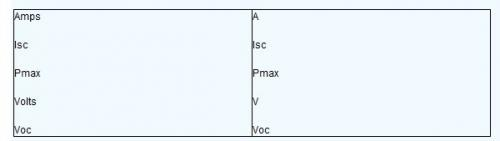 Amps A
Isc Isc
Pmax Pmax
Volts V
Voc Voc